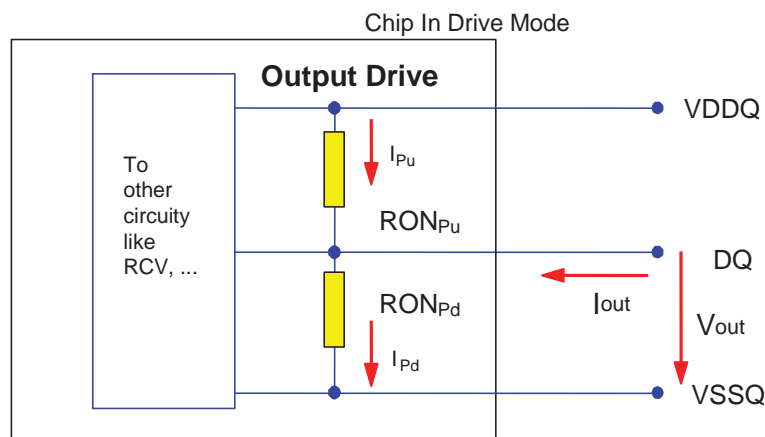 Chip In Drive Mode
Output Drive
VDDQ
To
other
circuity
like
RCV, ...
IPu
RONPu
DQ
RONPd
Iout
Vout
IPd
VSSQ